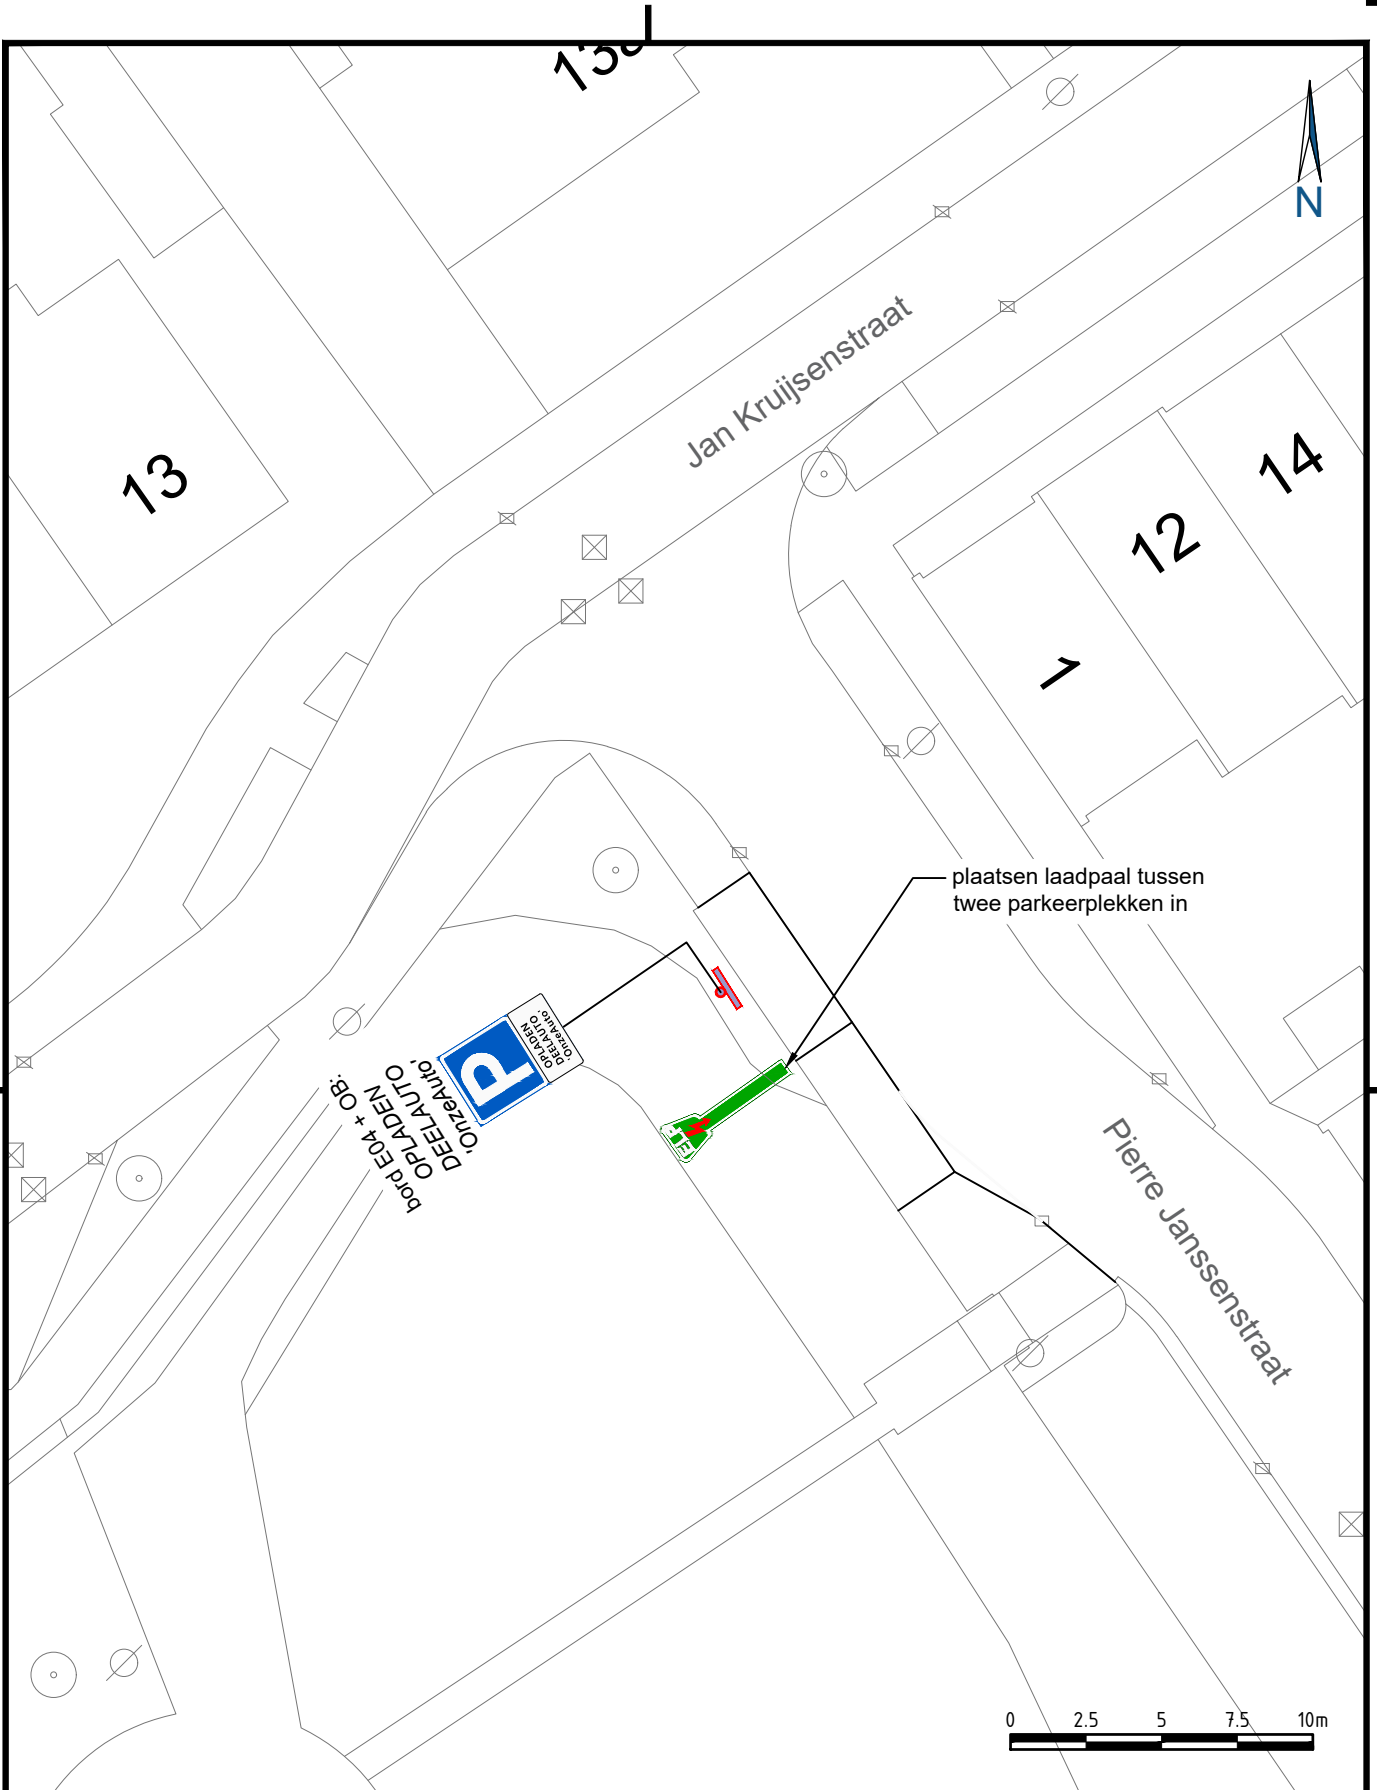 N
Jan Kruijsenstraat
13
14
12
1
plaatsen laadpaal tussen
twee parkeerplekken in
P
OPLADEN
DEELAUTO
'OnzeAuto'
bord E04 + OB:
OPLADEN
DEELAUTO
'OnzeAuto'
Pierre Janssenstraat
0 2.5 5 7.5 10m